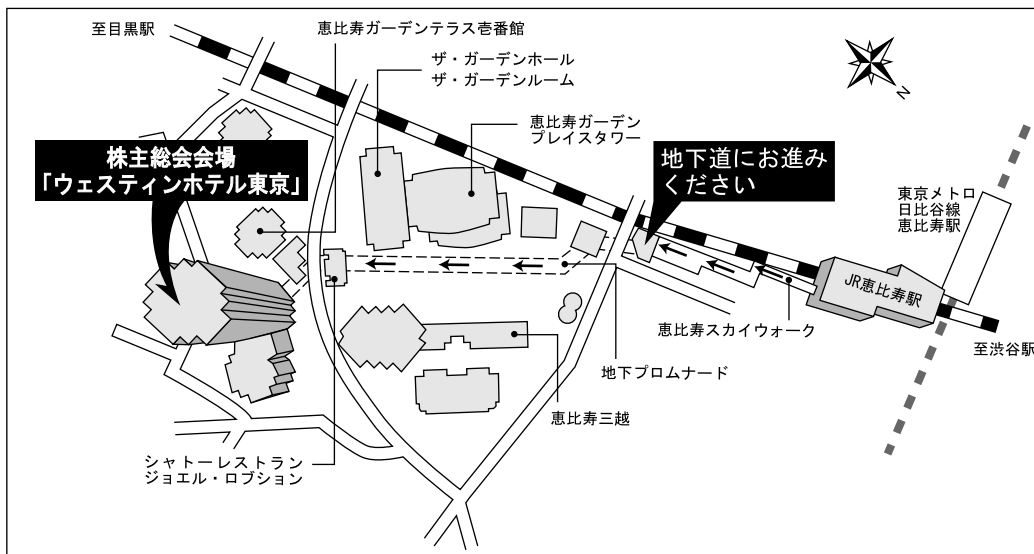 至目黒駅
恵比寿ガーデンテラス壱番館
ザ・ガーデンホール
ザ・ガーデンルーム
恵比寿ガーデン
プレイスタワー
N
株主総会会場
「ウェスティンホテル東京」
地下道にお進み
ください
東京メトロ
日比谷線
恵比寿駅
JR恵比寿駅
恵比寿スカイウォーク
至渋谷駅
地下プロムナード
恵比寿三越
シャトーレストラン
ジョエル・ロブション